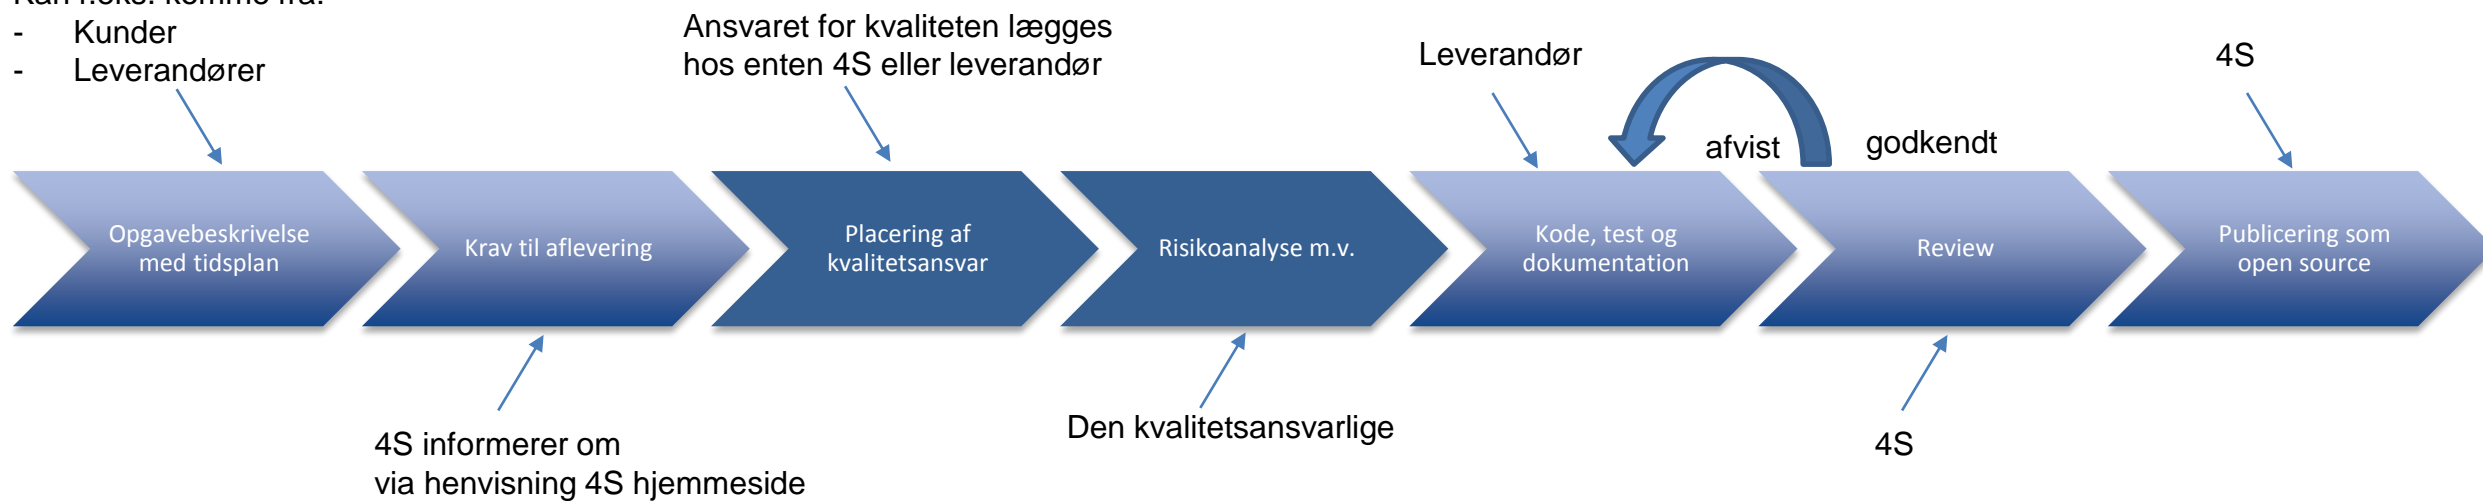 - Kunder
- Leverandører
Ansvaret for kvaliteten lægges
hos enten 4S eller leverandør
Leverandør
afvist
godkendt
4S
Opgavebeskrivelse
med tidsplan
Krav til aflevering
Placering af
kvalitetsansvar
Risikoanalyse m.v.
Kode, test og
dokumentation
Review
Publicering som
open source
4S informerer om
via henvisning 4S hjemmeside
Den kvalitetsansvarlige
4S